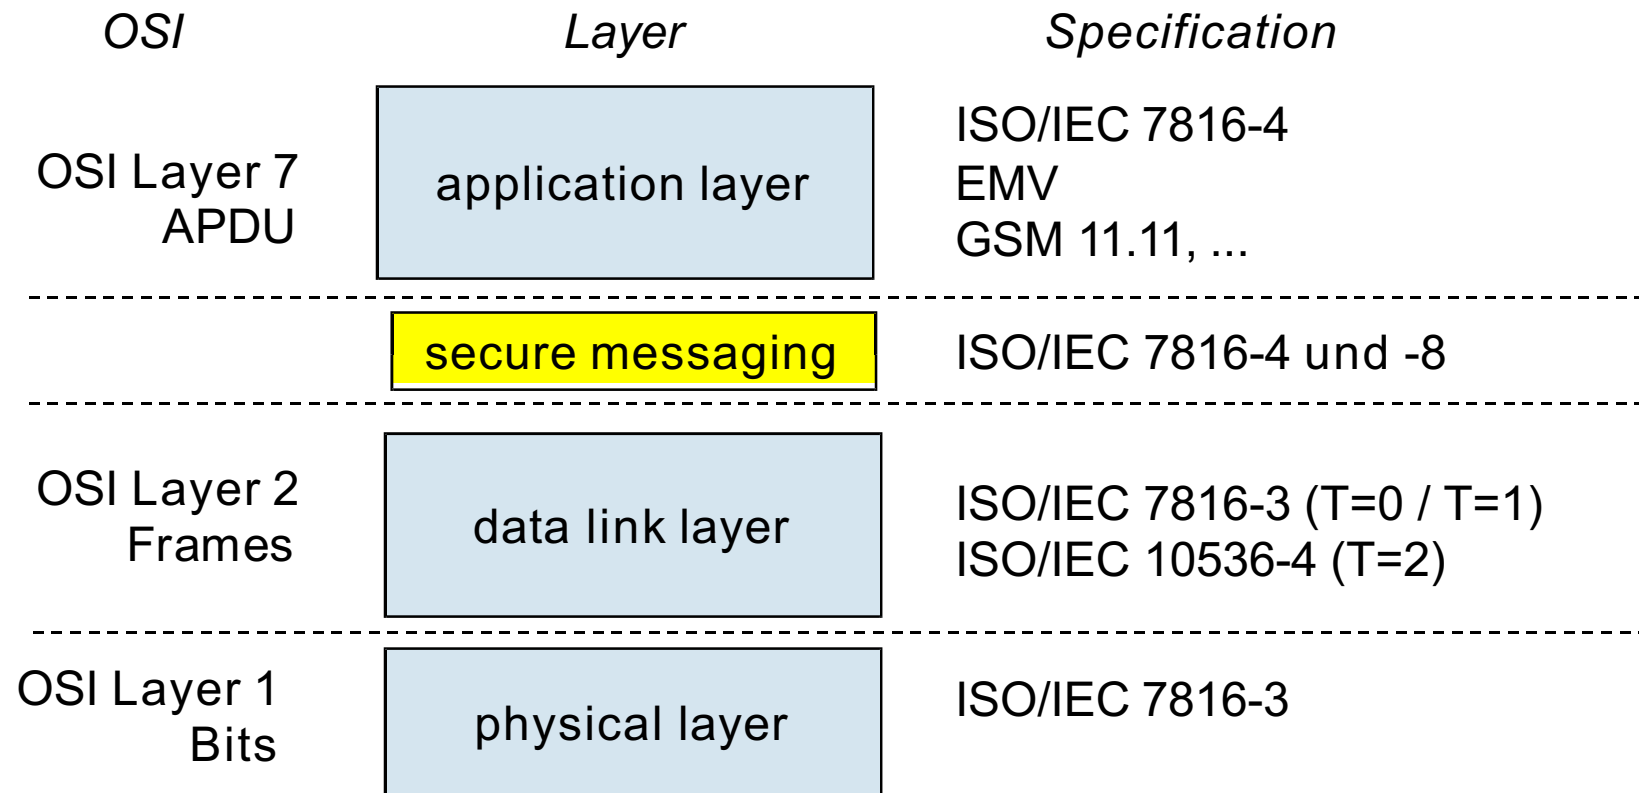 OSI Layer Specification
OSI Layer 7
APDU
application layer
ISO/IEC 7816-4
EMV
GSM 11.11, ...
secure messaging
ISO/IEC 7816-4 und -8
OSI Layer 2
Frames
data link layer
ISO/IEC 7816-3 (T=0 / T=1)
ISO/IEC 10536-4 (T=2)
OSI Layer 1
Bits
physical layer
ISO/IEC 7816-3